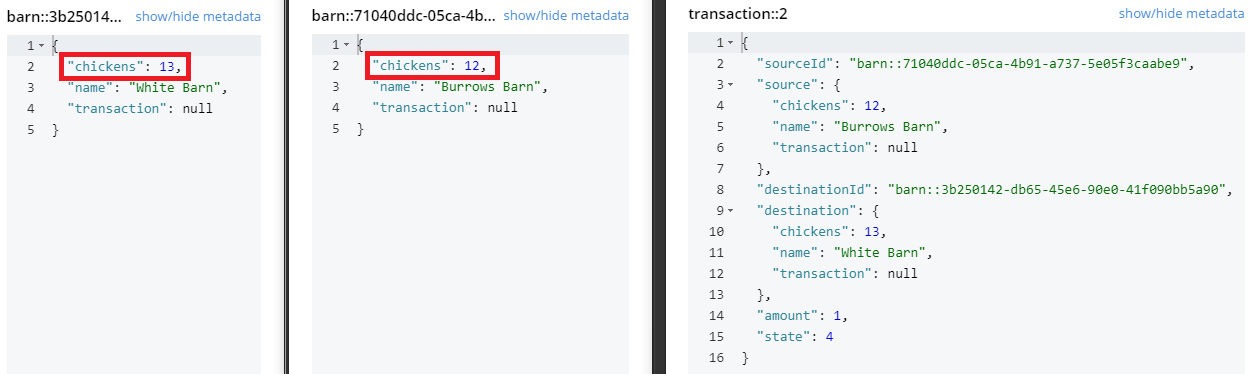 barn::3b25014... show/hide metadata
1 {
2 "chickens": 13,
3 "name": "White Barn",
4 "transaction": null
5 }
barn::71040ddc-05ca-4b... show/hide metadata
1 {
2 "chickens": 12,
3 "name": "Burrows Barn",
4 "transaction": null
5 }
transaction::2 show/hide metadata
1 {
2 "sourceId": "barn::71040ddc-05ca-4b91-a737-5e05f3caabe9",
3 "source": {
4 "chickens": 12,
5 "name": "Burrows Barn",
6 "transaction": null
7 },
8 "destinationId": "barn::3b250142-db65-45e6-90e0-41f090bb5a90",
9 "destination": {
10 "chickens": 13,
11 "name": "White Barn",
12 "transaction": null
13 },
14 "amount": 1,
15 "state": 4
16 }